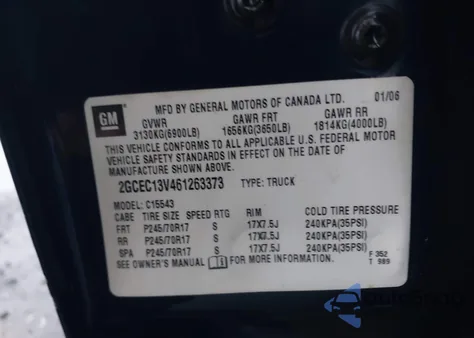 GM
MFD BY GENERAL MOTORS OF CANADA LTD. 01/06
GVWR GAWR FRT GAWR RR
3130KG(6900LB) 1656KG(3650LB) 1814KG(4000LB)
THIS VEHICLE CONFORMS TO ALL APPLICABLE U.S. FEDERAL MOTOR
VEHICLE SAFETY STANDARDS IN EFFECT ON THE DATE OF
MANUFACTURE SHOWN ABOVE.
2GCEC13V461263373 TYPE: TRUCK
MODEL: C15543
CABE TIRE SIZE SPEED RTG RIM COLD TIRE PRESSURE
FRT P245/70R17 S 17X7.5J 240KPA(35PSI)
RR P245/70R17 S 17X7.5J 240KPA(35PSI)
SPA P245/70R17 S 17X7.5J 240KPA(35PSI)
SEE OWNER'S MANUAL FOR MORE INFORMATION.
F 352
T 989